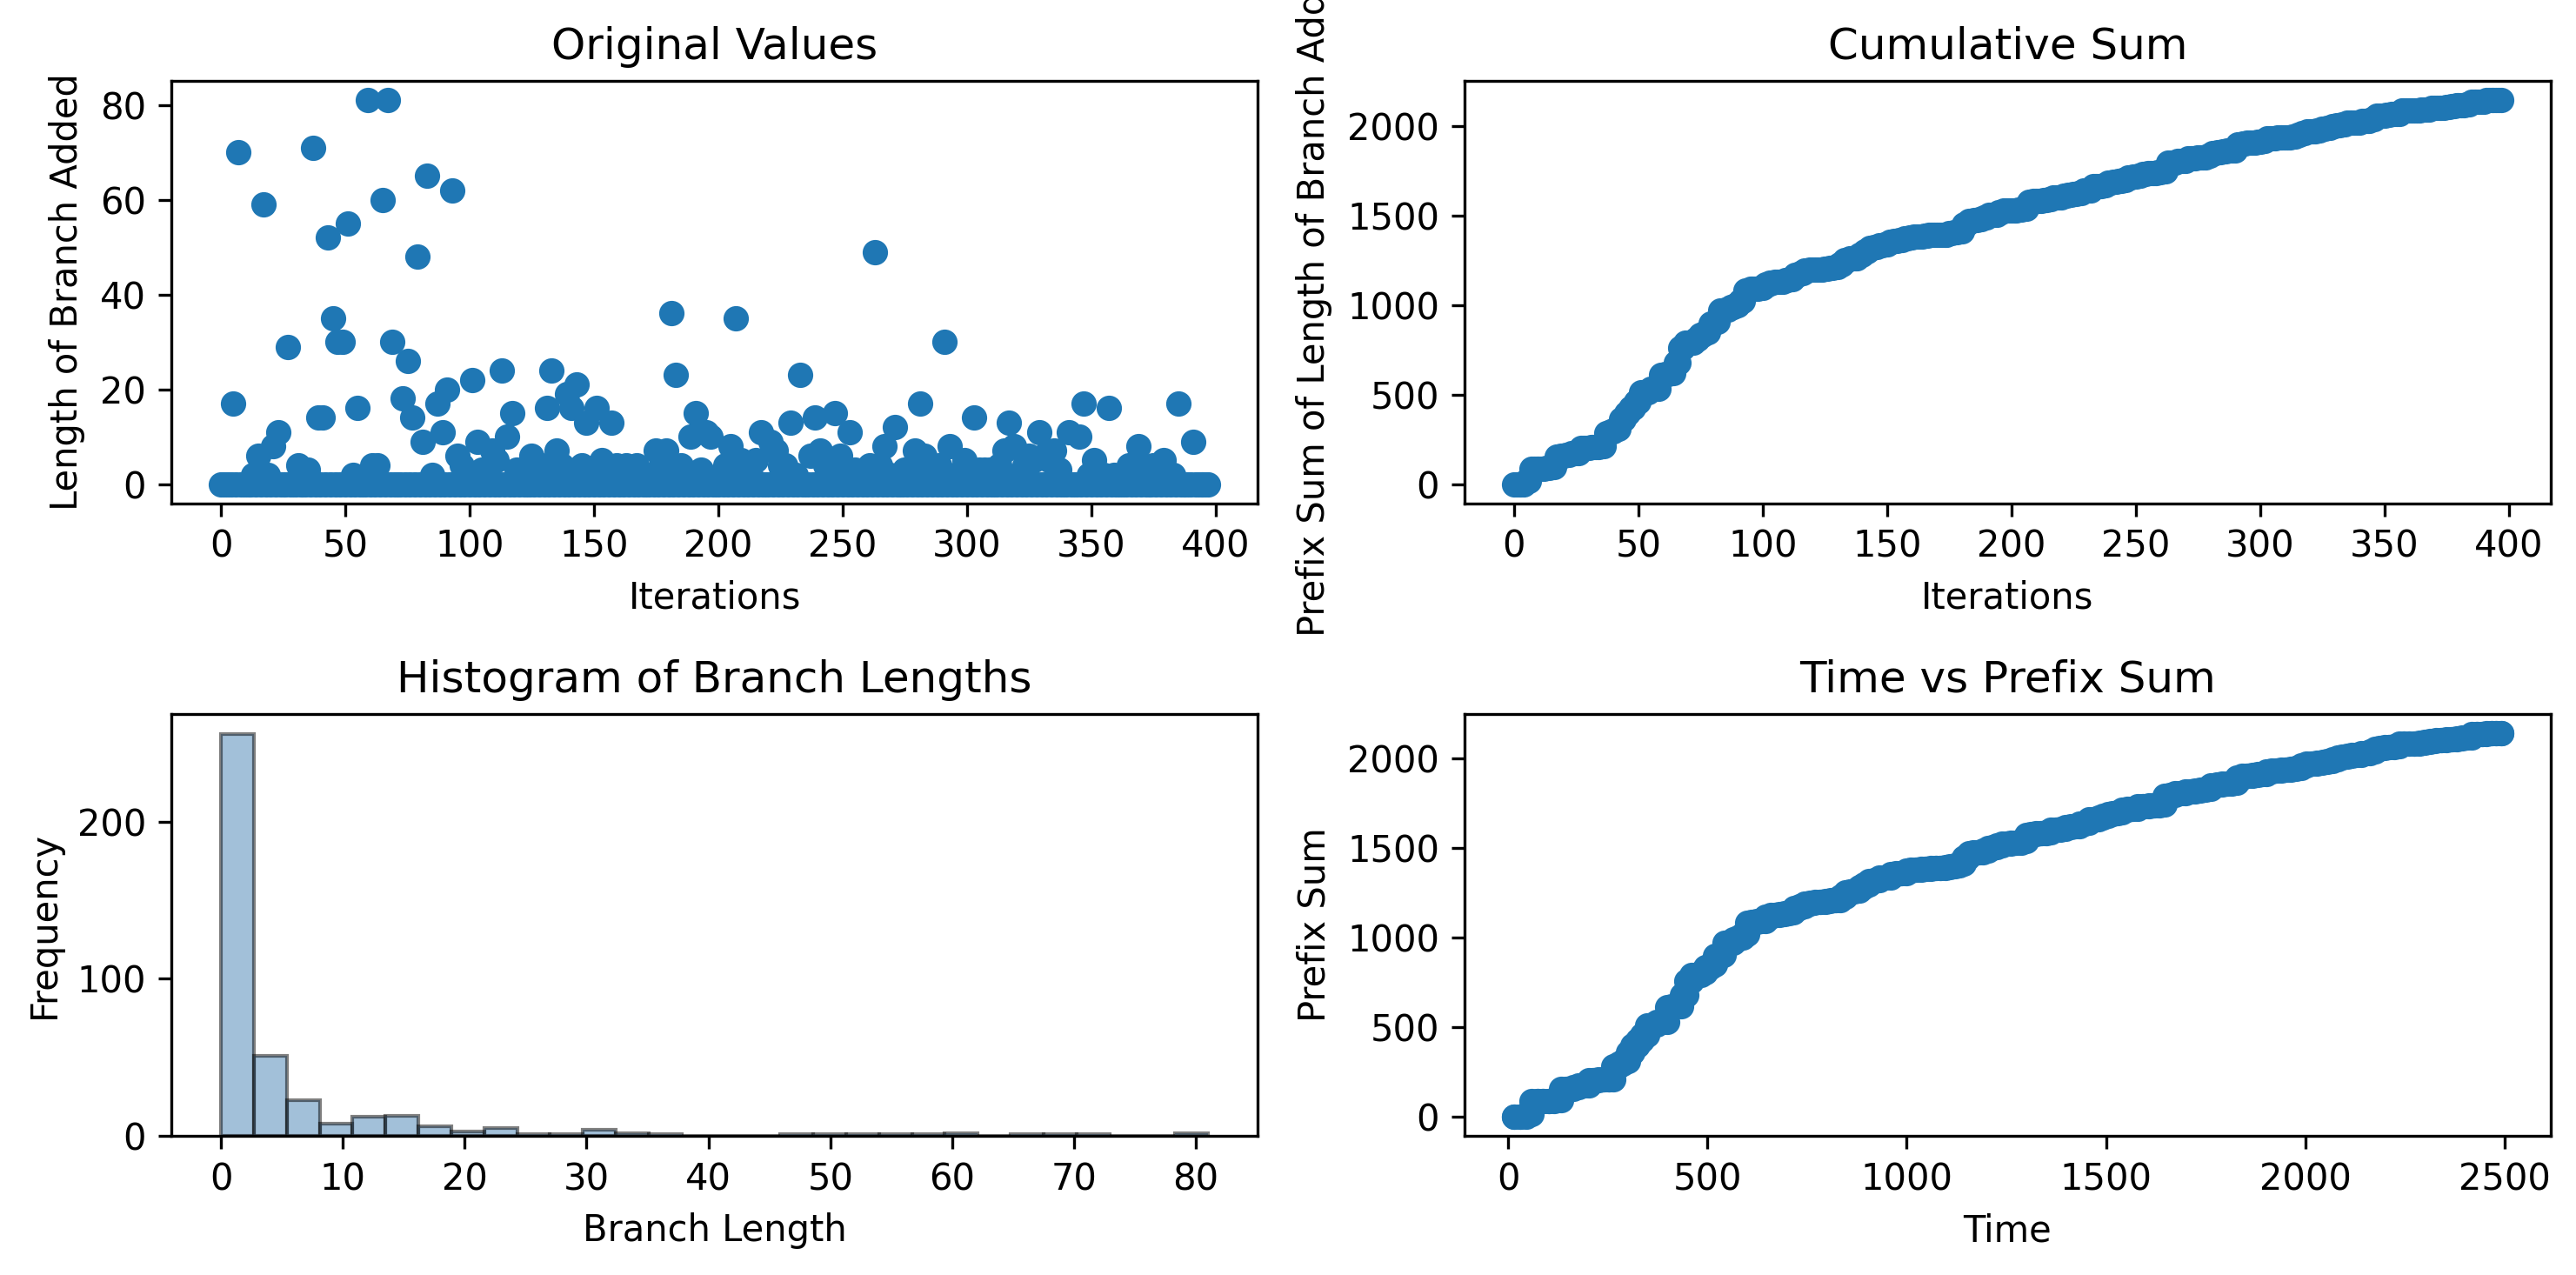 Original Values
Length of Branch Added
80
60
40
20
0
0 50 100 150 200 250 300 350 400
Iterations
Cumulative Sum
Prefix Sum of Length of Branch
2000
1500
1000
500
0
0 50 100 150 200 250 300 350 400
Iterations
Histogram of Branch Lengths
Frequency
200
100
0
0 10 20 30 40 50 60 70 80
Branch Length
Time vs Prefix Sum
Prefix Sum
2000
1500
1000
500
0
0 500 1000 1500 2000 2500
Time